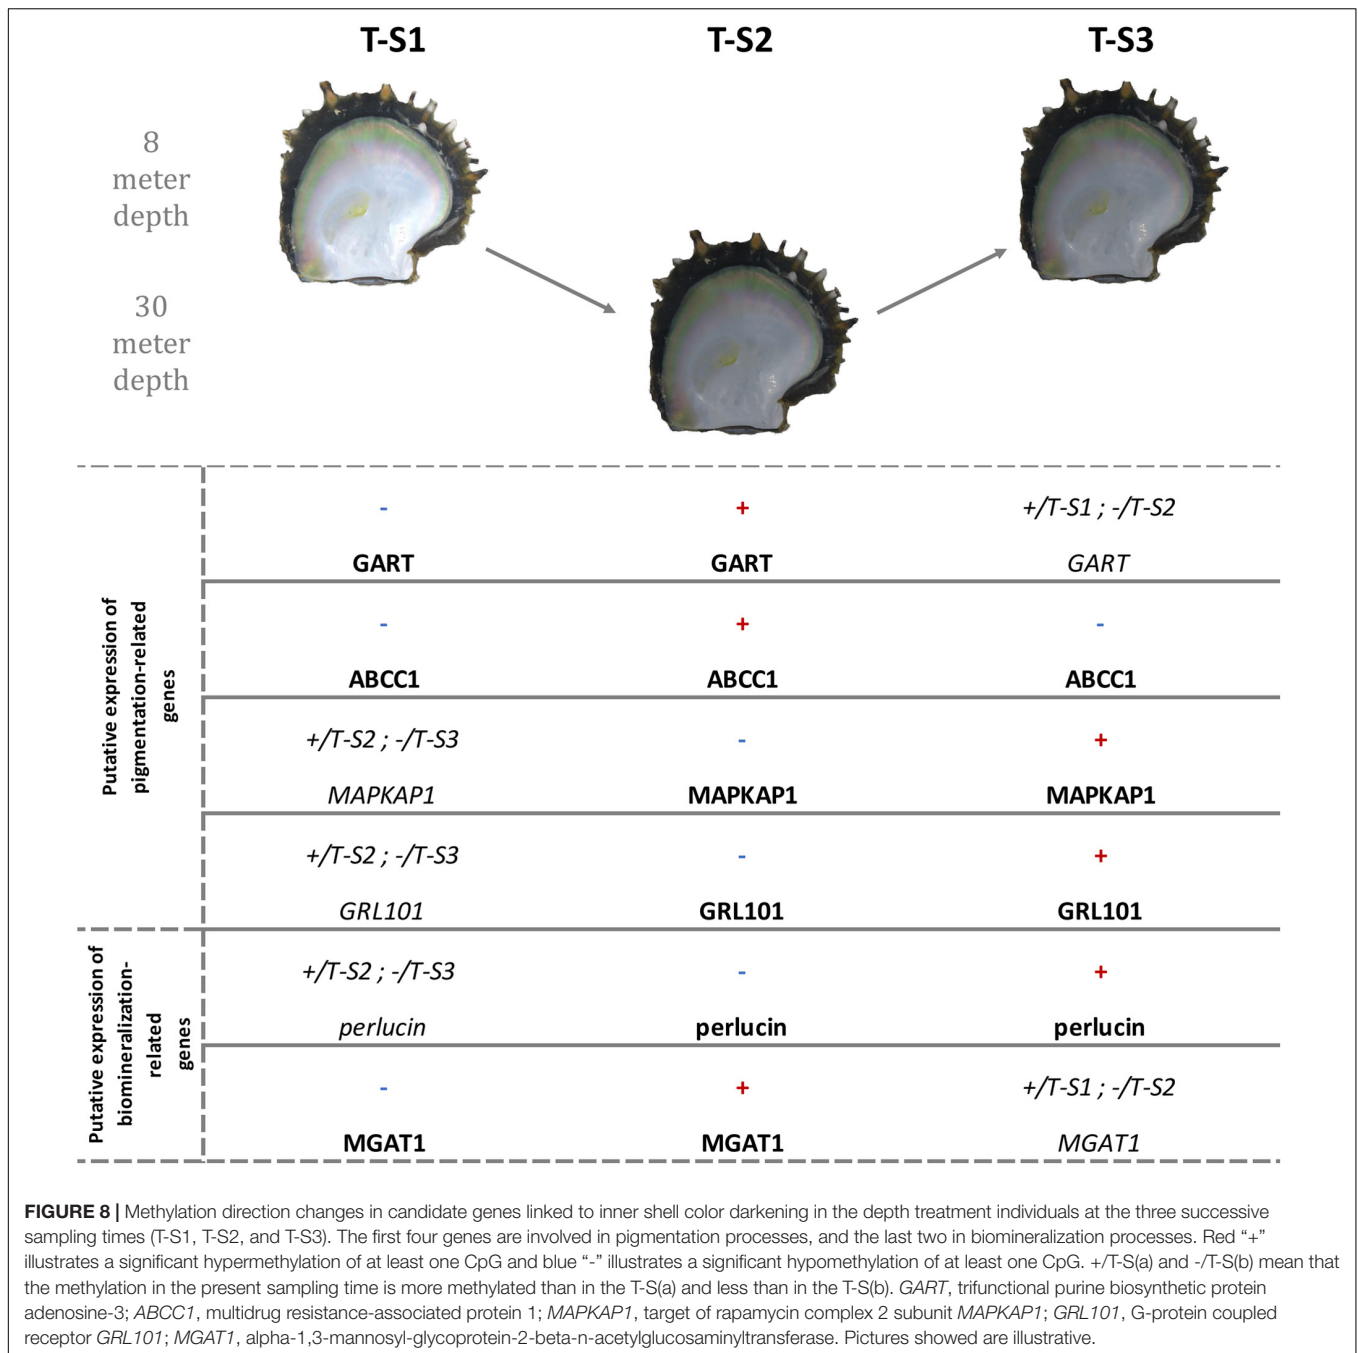 T-S1 T-S2 T-S3
8
meter
depth
30
meter
depth
Putative expression of
pigmentation-related
genes
- + +/T-S1 ; -/T-S2
GART GART GART
- + -
ABCC1 ABCC1 ABCC1
+/T-S2 ; -/T-S3 - +
MAPKAP1 MAPKAP1 MAPKAP1
+/T-S2 ; -/T-S3 - +
GRL101 GRL101 GRL101
Putative expression of
biomineralization-
related
genes
+/T-S2 ; -/T-S3 - +
perlucin perlucin perlucin
- + +/T-S1 ; -/T-S2
MGAT1 MGAT1 MGAT1
FIGURE 8 | Methylation direction changes in candidate genes linked to inner shell color darkening in the depth treatment individuals at the three successive
sampling times (T-S1, T-S2, and T-S3). The first four genes are involved in pigmentation processes, and the last two in biomineralization processes. Red “+”
illustrates a significant hypermethylation of at least one CpG and blue “-” illustrates a significant hypomethylation of at least one CpG. +/T-S(a) and -/T-S(b) mean that
the methylation in the present sampling time is more methylated than in the T-S(a) and less than in the T-S(b). GART, trifunctional purine biosynthetic protein
adenosine-3; ABCC1, multidrug resistance-associated protein 1; MAPKAP1, target of rapamycin complex 2 subunit MAPKAP1; GRL101, G-protein coupled
receptor GRL101; MGAT1, alpha-1,3-mannosyl-glycoprotein-2-beta-n-acetylglucosaminyltransferase. Pictures showed are illustrative.